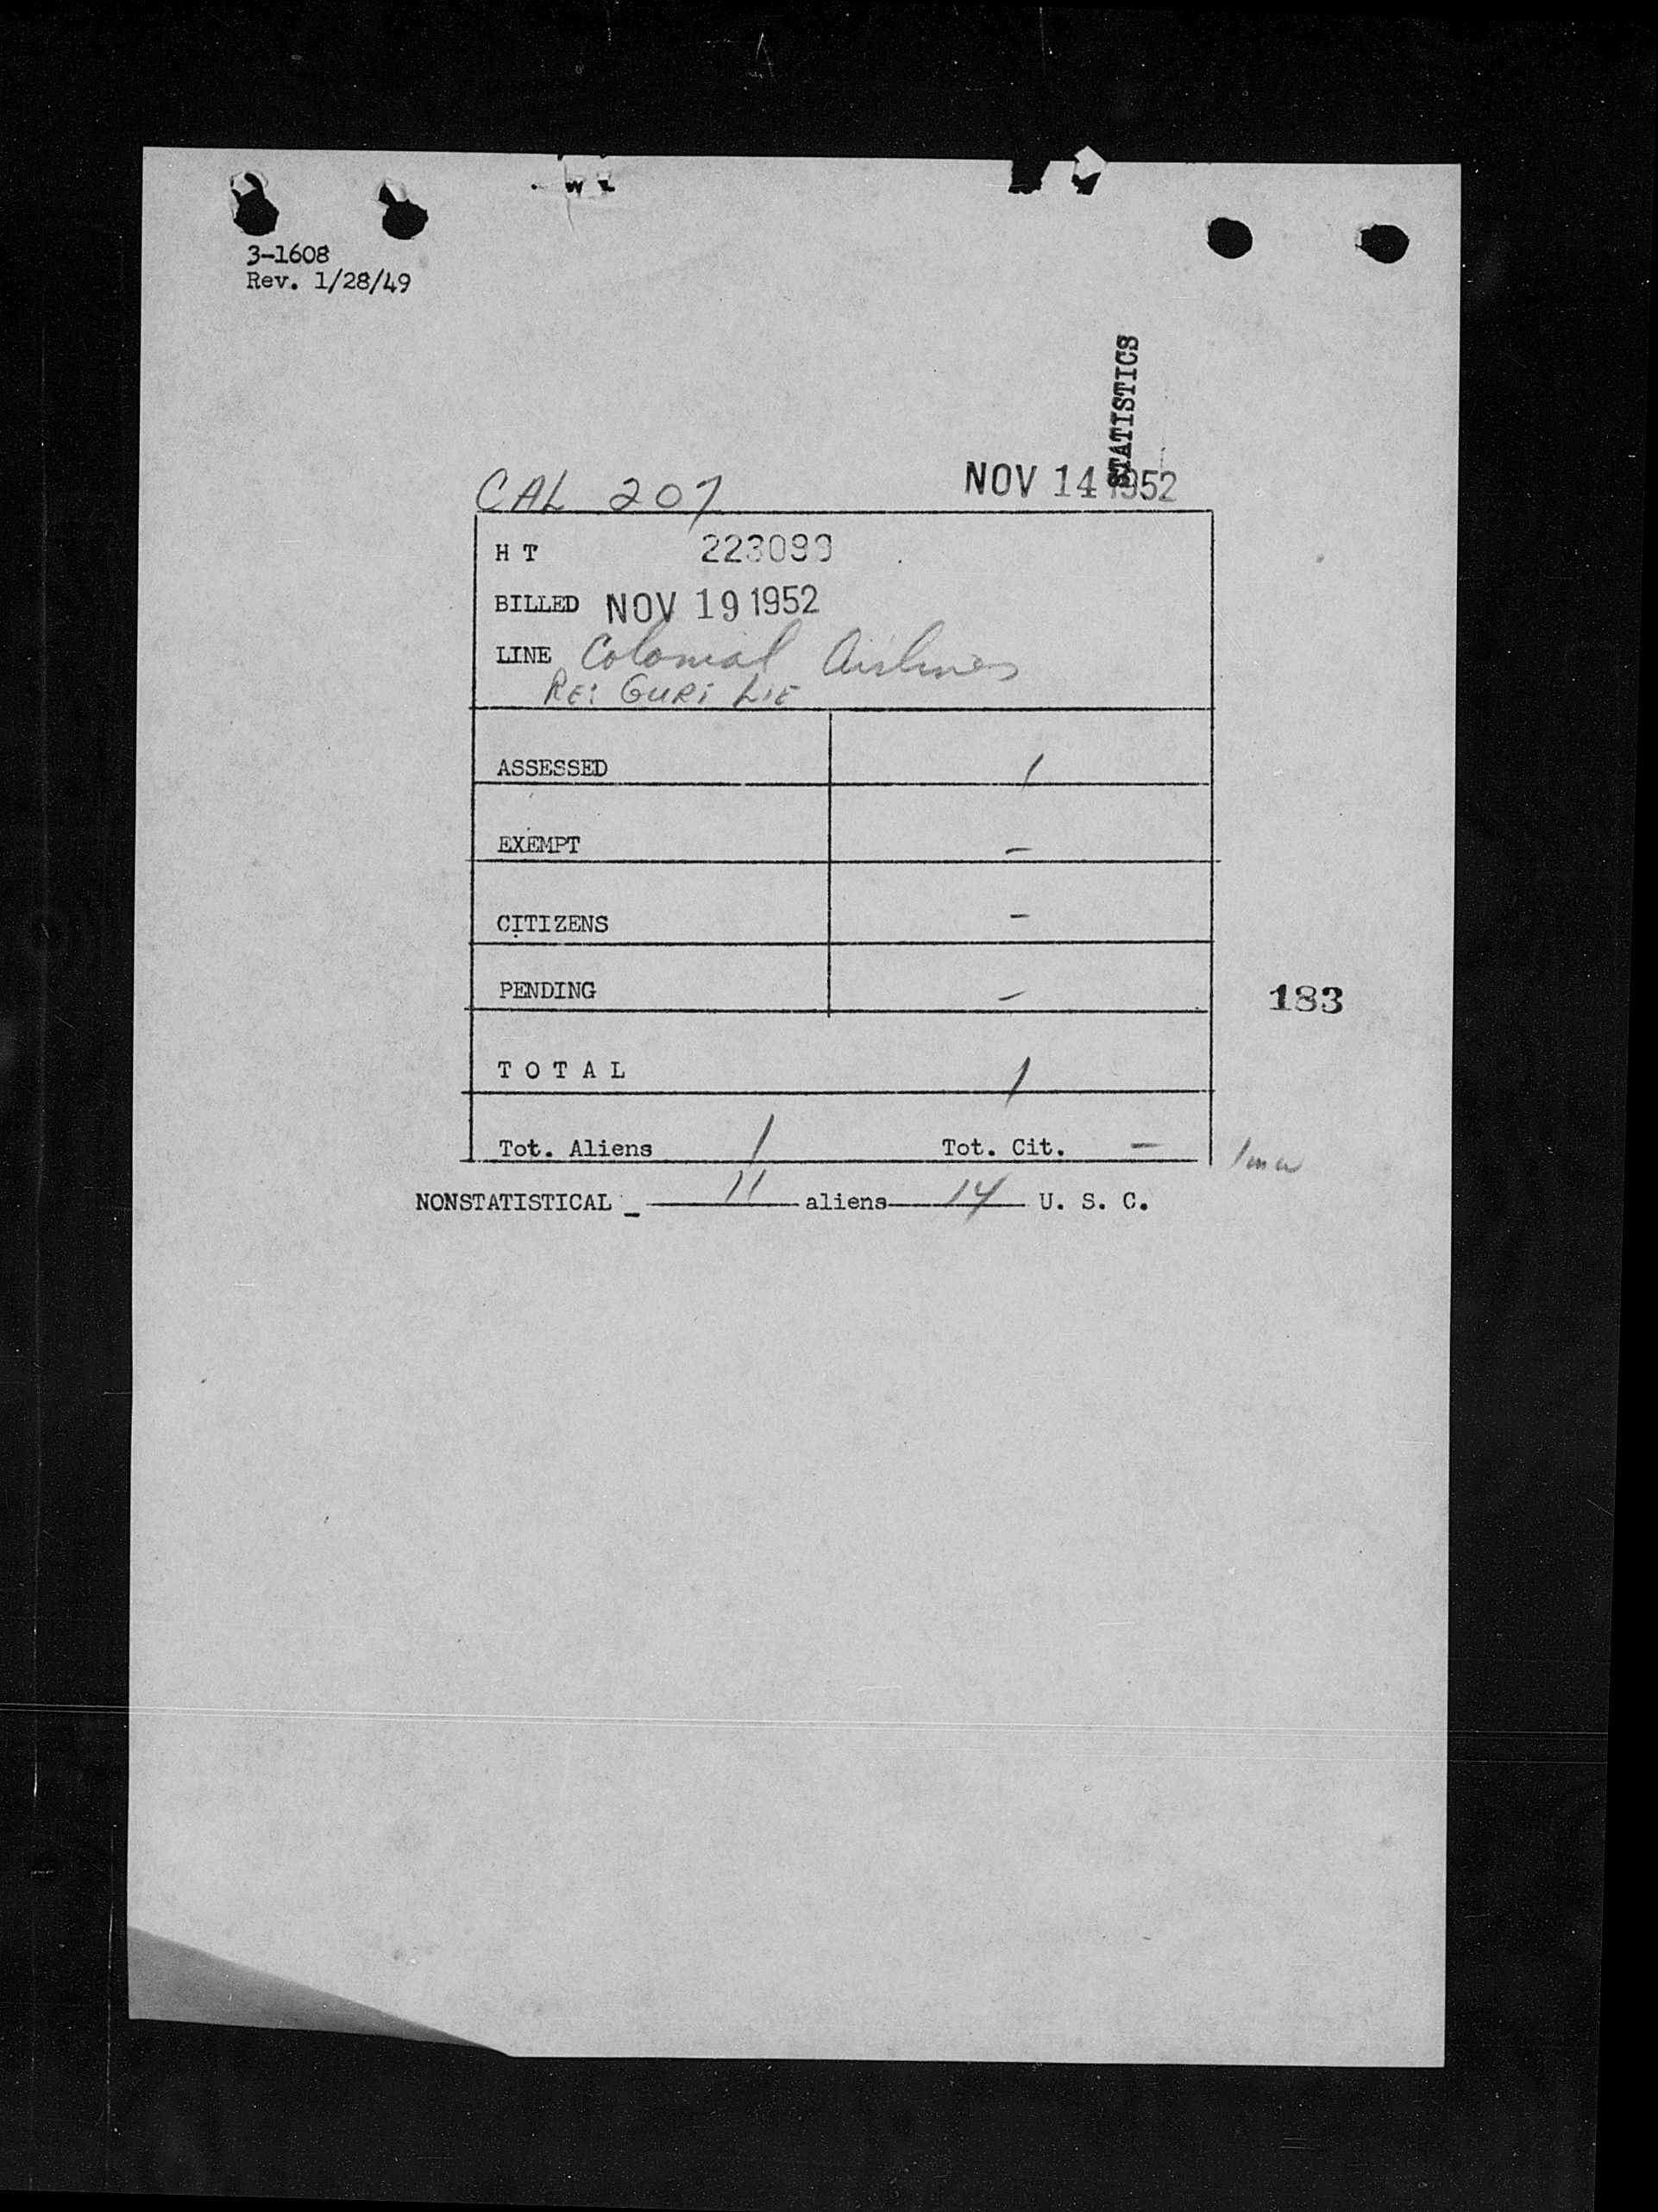 3-1608
Rev. 1/28/49
STATISTICS
CAL 207 NOV 14 1952
H T 223099
BILLED NOV 19 1952
LINE Colonial Airlines
RE: GURi LiE
ASSESSED 1
EXEMPT –
CITIZENS –
PENDING –
183
T O T A L 1
Tot. Aliens 1 Tot. Cit. –
NONSTATISTICAL _ 11 aliens 14 U. S. C.